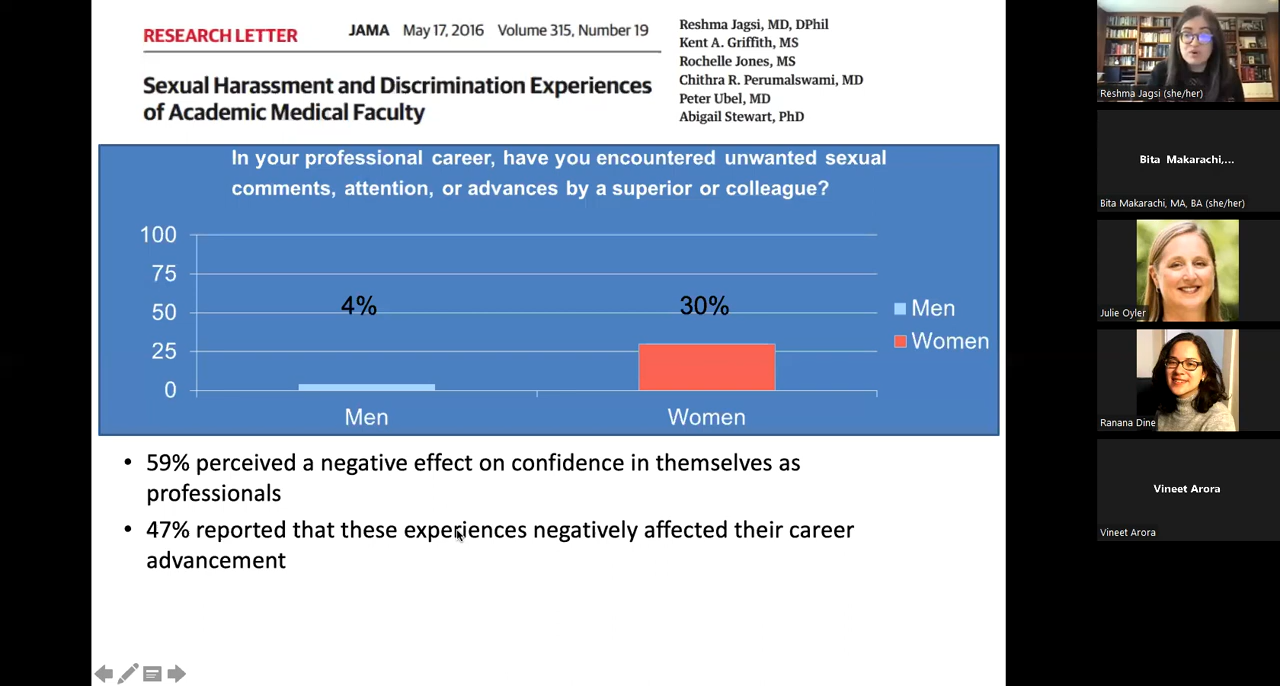 RESEARCH LETTER
JAMA May 17, 2016 Volume 315, Number 19
Sexual Harassment and Discrimination Experiences
of Academic Medical Faculty
Reshma Jagsi, MD, DPhil
Kent A. Griffith, MS
Rochelle Jones, MS
Chithra R. Perumalswami, MD
Peter Ubel, MD
Abigail Stewart, PhD
In your professional career, have you encountered unwanted sexual
comments, attention, or advances by a superior or colleague?
100
75
50
25
0
4%
30%
Men
Women
Men
Women
• 59% perceived a negative effect on confidence in themselves as
professionals
• 47% reported that these experiences negatively affected their career
advancement
Reshma Jagsi (she/her)
Bita Makarachi,...
Bita Makarachi, MA, BA (she/her)
Julie Oyler
Ranana Dine
Vineet Arora
Vineet Arora